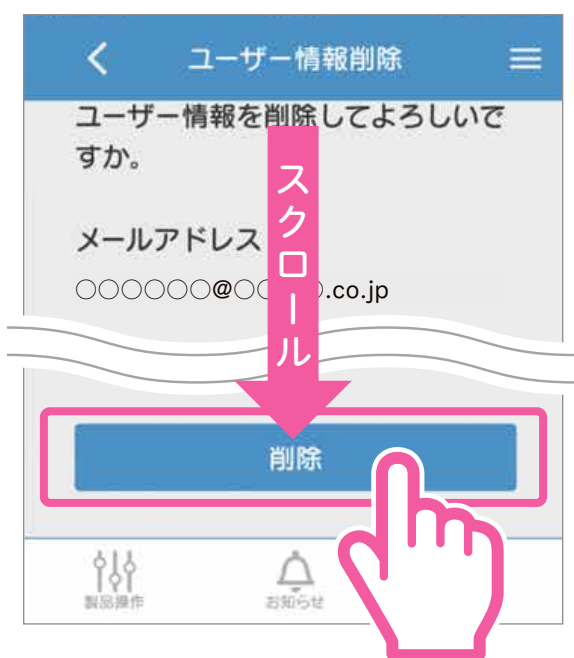 ユーザー情報削除
ユーザー情報を削除してよろしいで
すか。
スクロール
メールアドレス
○○○○○○@○○○○○.co.jp
削除
製品操作
お知らせ